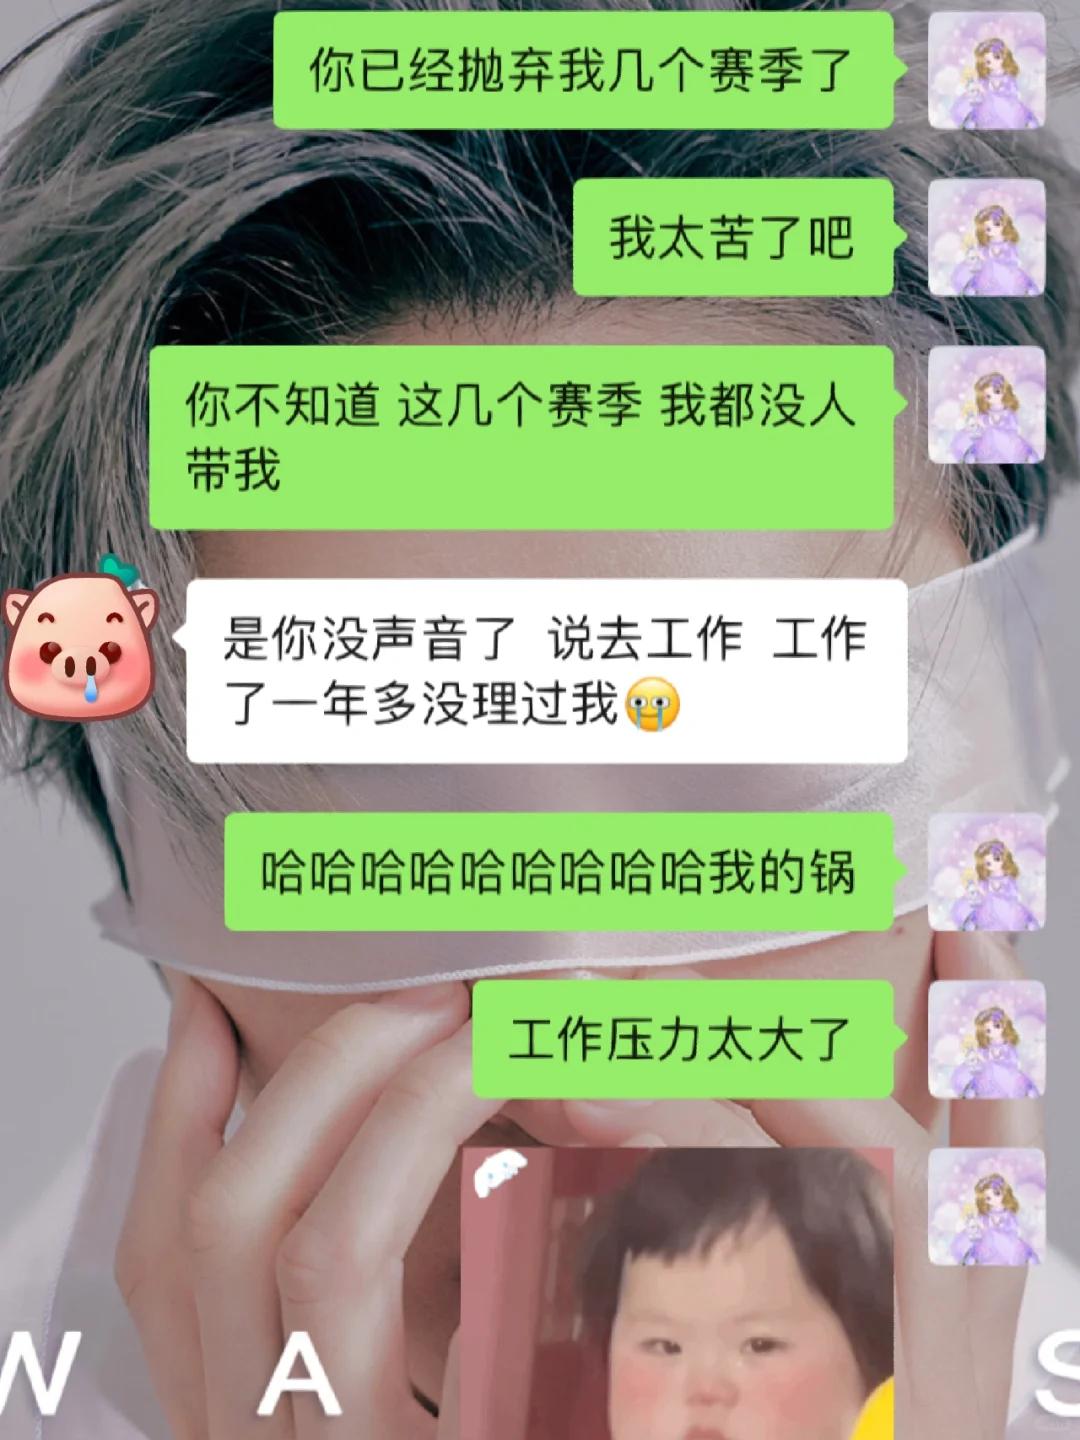 你已经抛弃我几个赛季了
我太苦了吧
你不知道 这几个赛季 我都没人
带我
是你没声音了 说去工作 工作
了一年多没理过我😭
哈哈哈哈哈哈哈哈哈我的锅
工作压力太大了
W A S